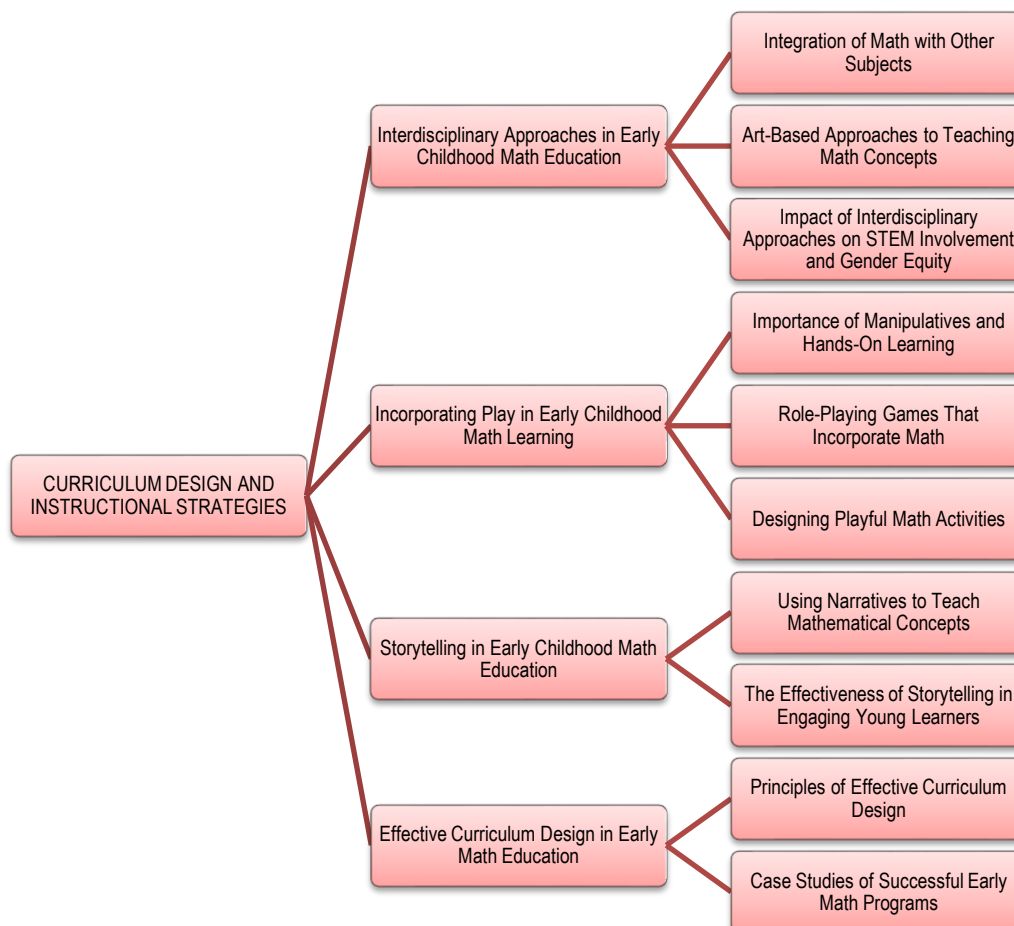 Integration of Math with Other
Subjects
Interdisciplinary Approaches in Early
Childhood Math Education
Art-Based Approaches to Teaching
Math Concepts
Impact of Interdisciplinary
Approaches on STEM Involvement
and Gender Equity
Importance of Manipulatives and
Hands-On Learning
Incorporating Play in Early Childhood
Math Learning
Role-Playing Games That
Incorporate Math
CURRICULUM DESIGN AND
INSTRUCTIONAL STRATEGIES
Designing Playful Math Activities
Using Narratives to Teach
Mathematical Concepts
Storytelling in Early Childhood Math
Education
The Effectiveness of Storytelling in
Engaging Young Learners
Principles of Effective Curriculum
Design
Effective Curriculum Design in Early
Math Education
Case Studies of Successful Early
Math Programs